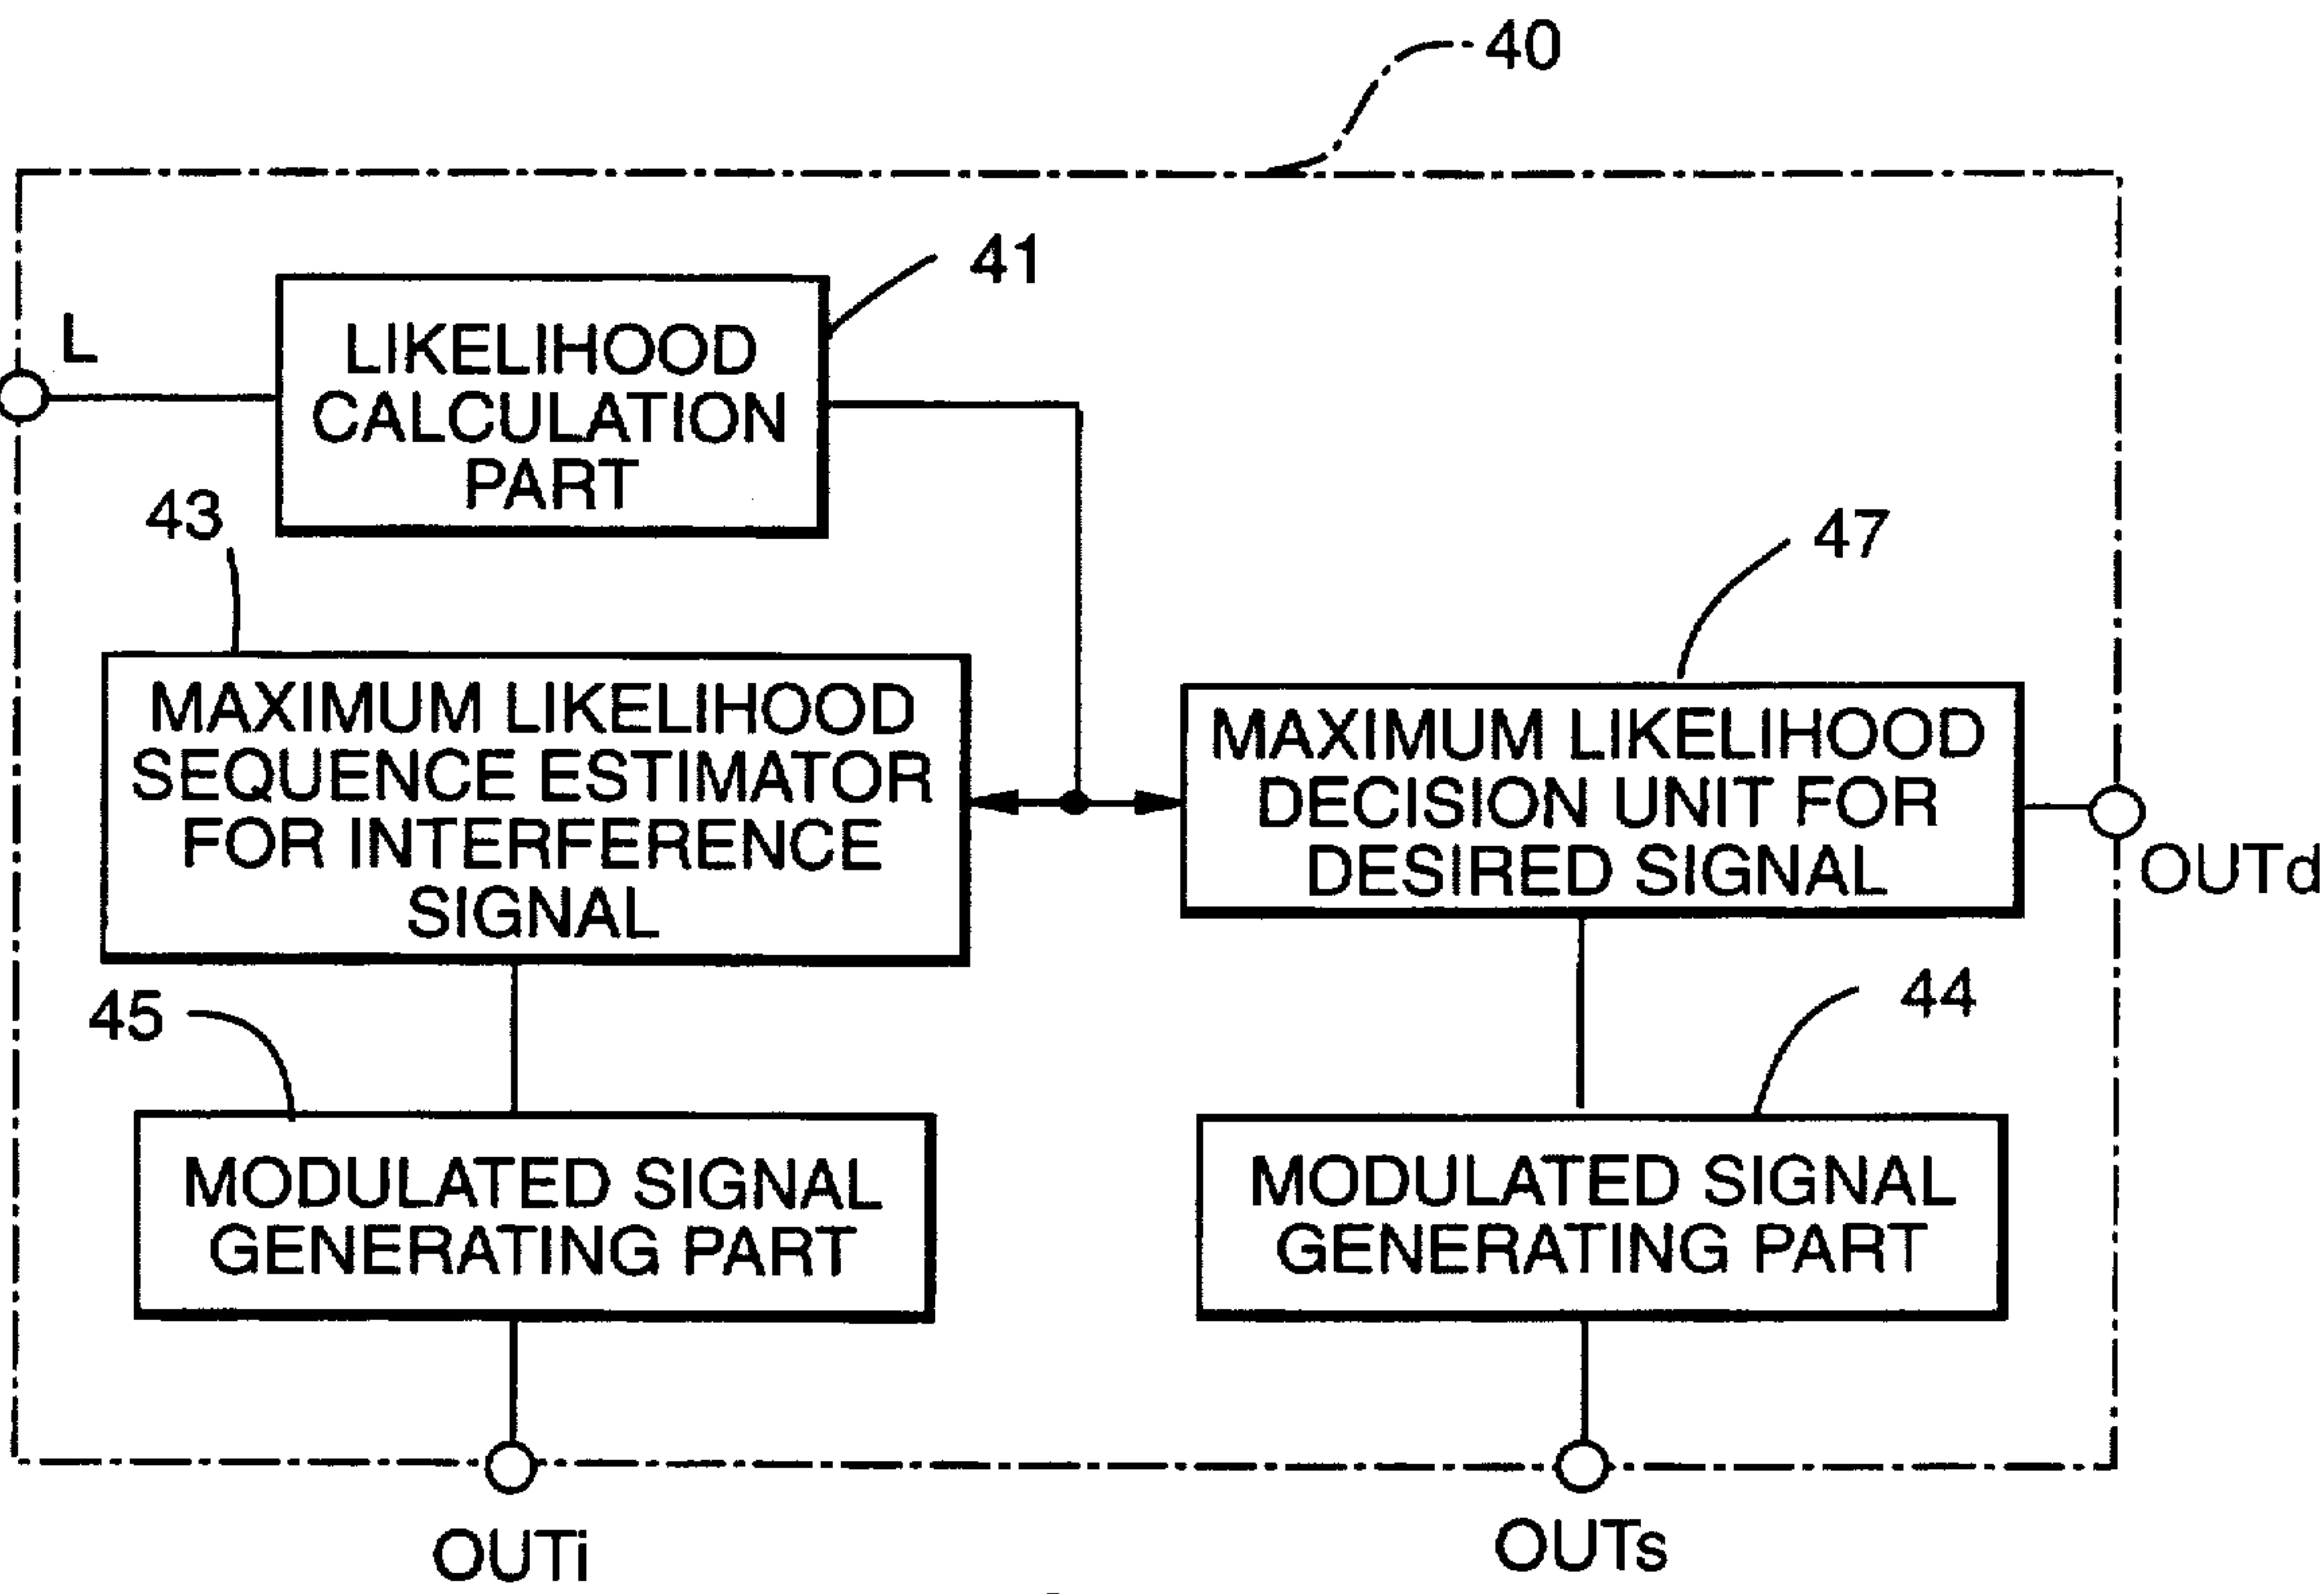 40
41
L
LIKELIHOOD
CALCULATION
PART
43
47
MAXIMUM LIKELIHOOD
SEQUENCE ESTIMATOR
FOR INTERFERENCE
SIGNAL
MAXIMUM LIKELIHOOD
DECISION UNIT FOR
DESIRED SIGNAL
OUTd
45
44
MODULATED SIGNAL
GENERATING PART
MODULATED SIGNAL
GENERATING PART
OUTi
OUTs